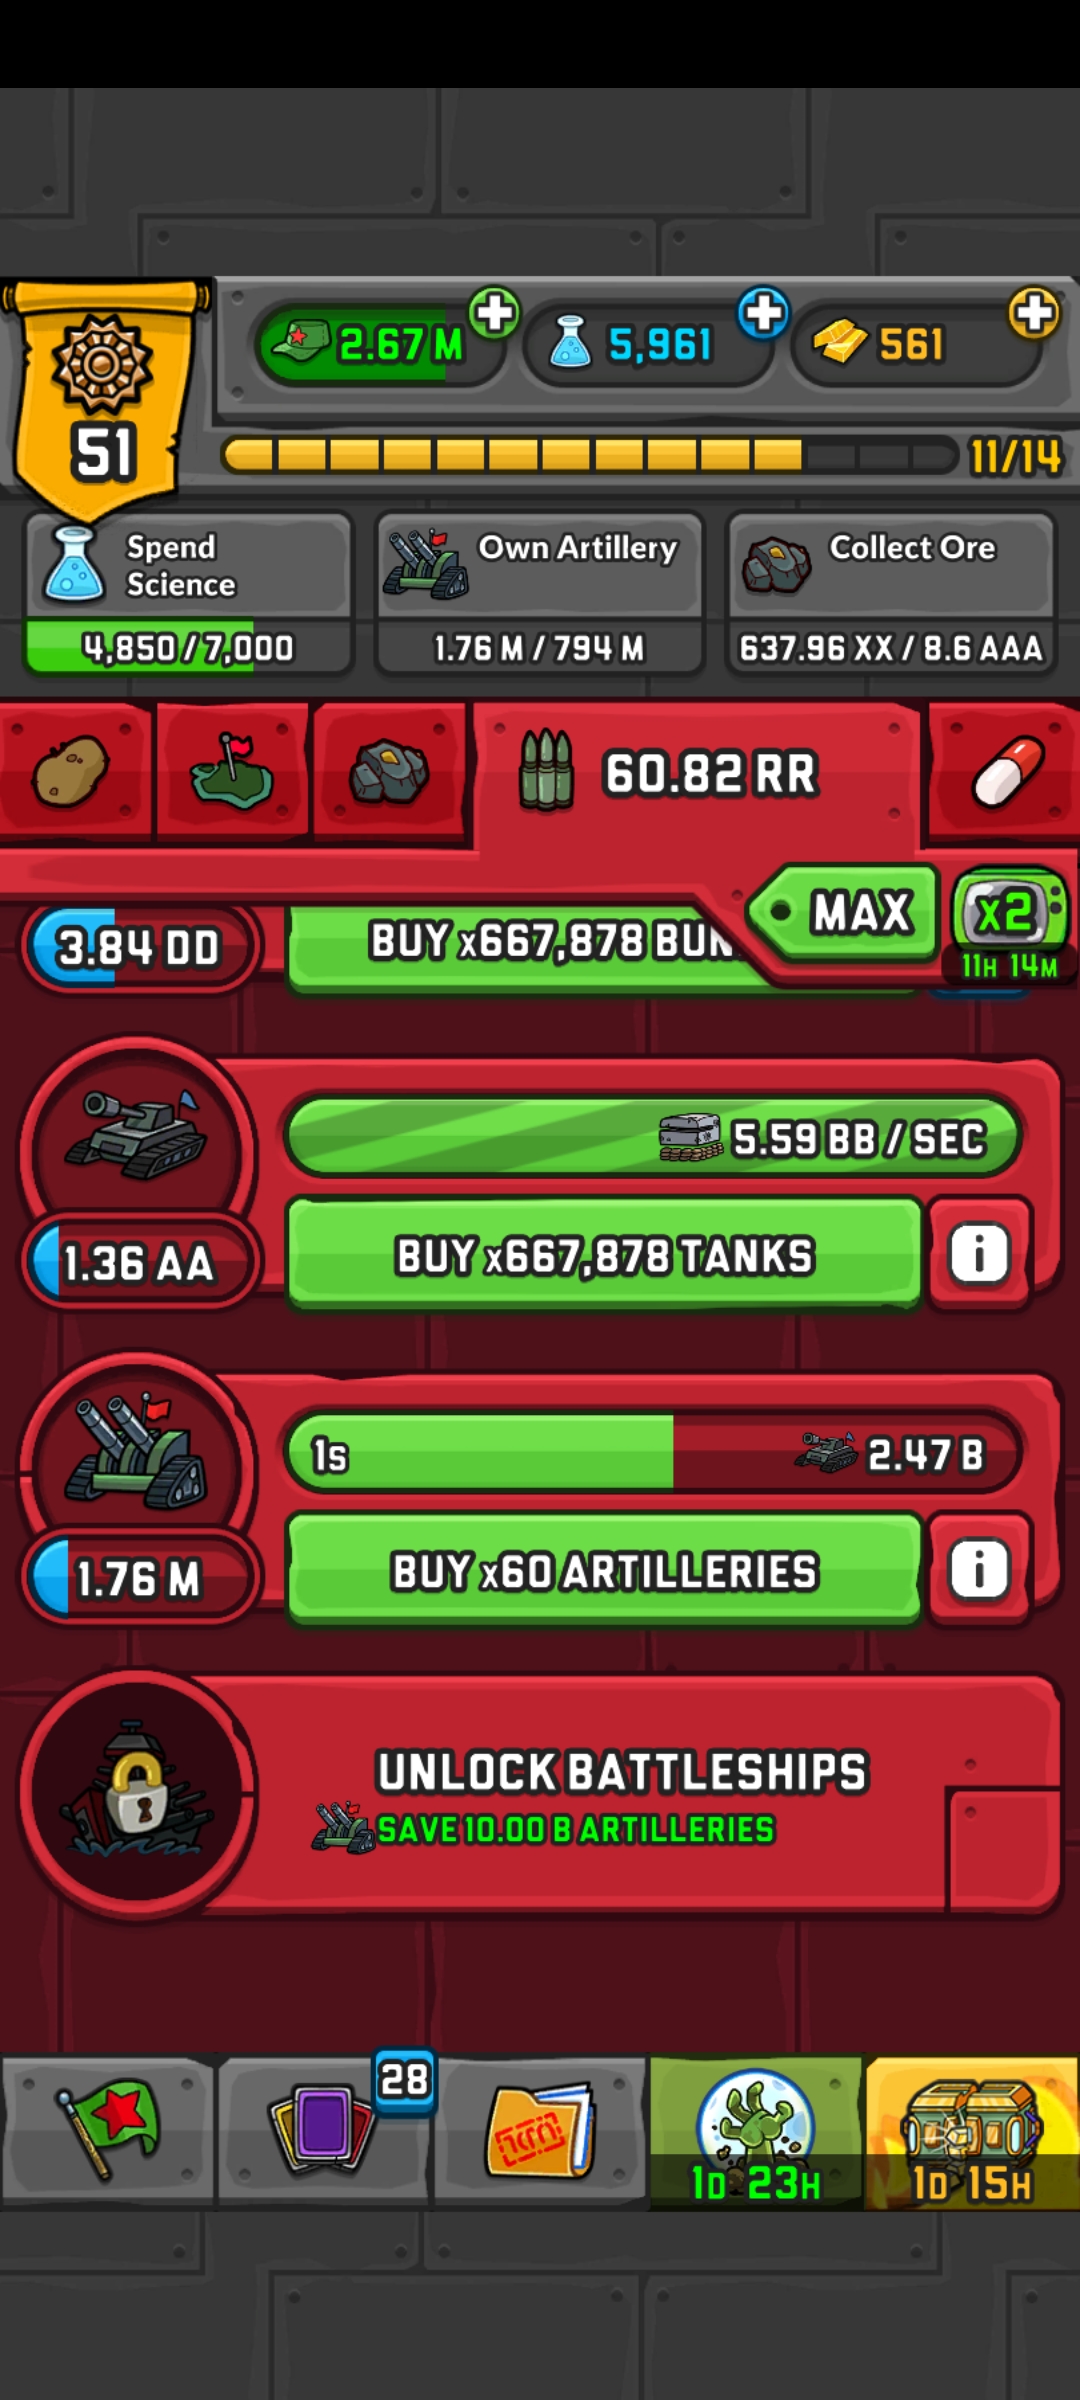 51
2.67 M
5,961
561
11/14
Spend
Science
4,850 / 7,000
Own Artillery
1.76 M / 794 M
Collect Ore
637.96 XX / 8.6 AAA
60.82 RR
MAX
x2
11H 14M
3.84 DD
BUY x667,878 BUN
5.59 BB / SEC
1.36 AA
BUY x667,878 TANKS
i
1s
2.47 B
1.76 M
BUY x60 ARTILLERIES
i
UNLOCK BATTLESHIPS
SAVE 10.00 B ARTILLERIES
28
1D 23H
1D 15H